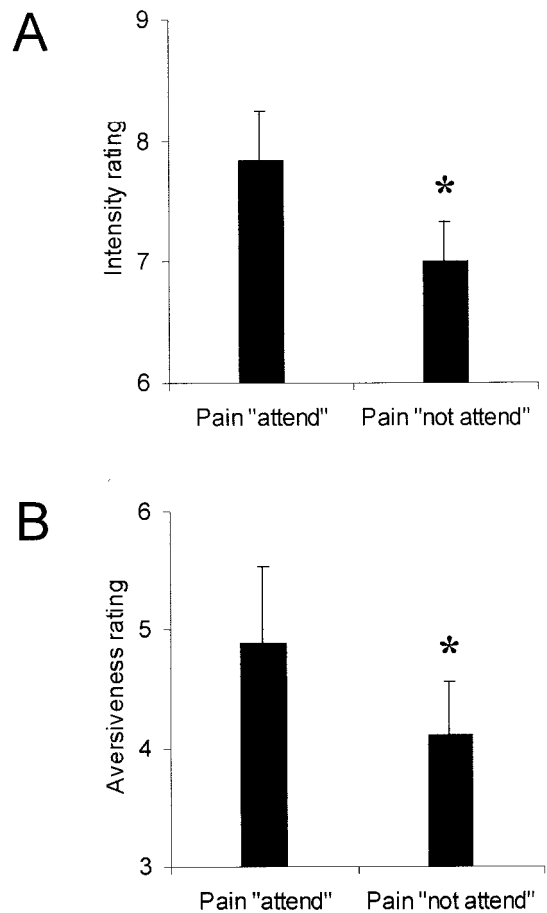 A
9
8
7
6
Intensity rating
*
Pain "attend" Pain "not attend"
B
6
5
4
3
Aversiveness rating
*
Pain "attend" Pain "not attend"